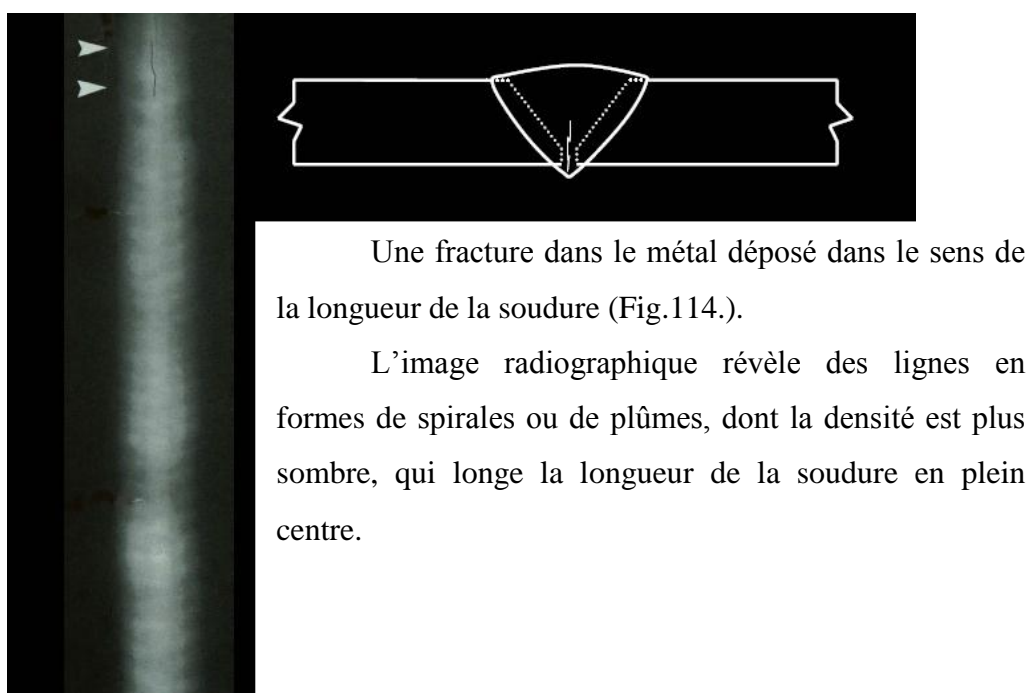 Une fracture dans le métal déposé dans le sens de
la longueur de la soudure (Fig.114.).
L’image radiographique révèle des lignes en
formes de spirales ou de plûmes, dont la densité est plus
sombre, qui longe la longueur de la soudure en plein
centre.